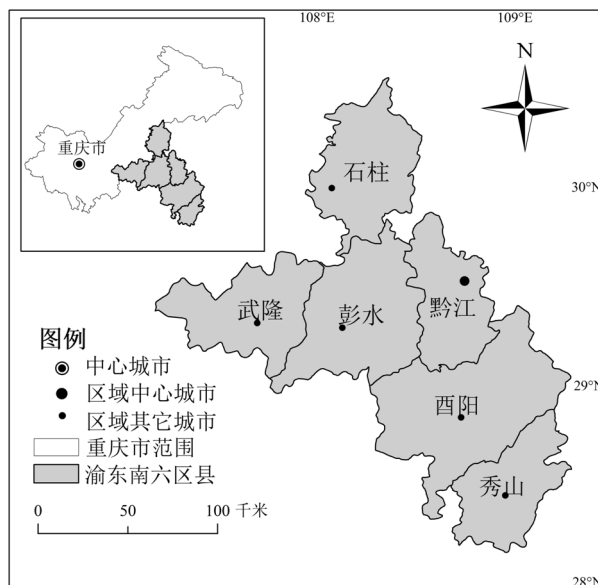 108°E
109°E
N
重庆市
石柱
30°N
武隆
彭水
黔江
图例
中心城市
区域中心城市
区域其它城市
重庆市范围
渝东南六区县
29°N
酉阳
秀山
0
50
100 千米
28°N